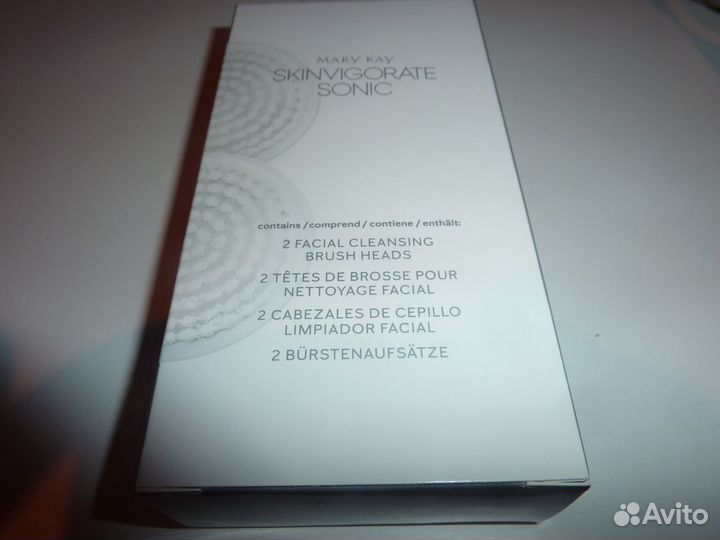 MARY KAY
SKINVIGORATE
SONIC
contains / comprend / contiene / enthält:
2 FACIAL CLEANSING
BRUSH HEADS
2 TÊTES DE BROSSE POUR
NETTOYAGE FACIAL
2 CABEZALES DE CEPILLO
LIMPIADOR FACIAL
2 BÜRSTENAUFSÄTZE
Avito